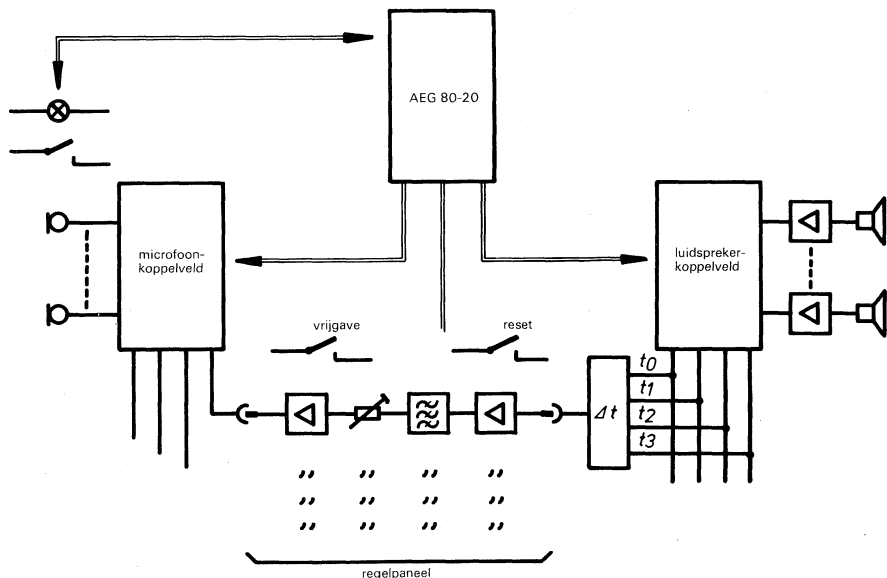 AEG 80-20
microfoon-
koppelveld
luidspreker-
koppelveld
vrijgave
reset
Δt
t0
t1
t2
t3
,, ,, ,, ,,
,, ,, ,, ,,
,, ,, ,, ,,
regelpaneel